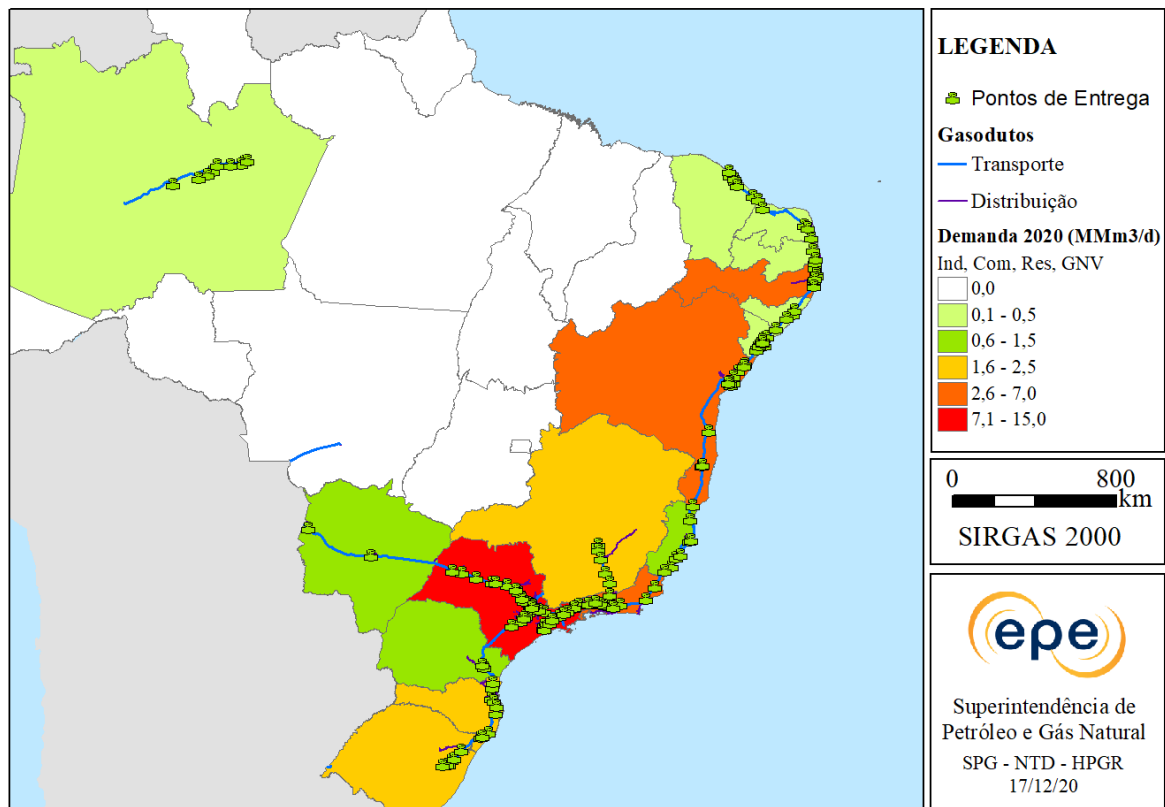 LEGENDA
Pontos de Entrega
Gasodutos
Transporte
Distribuição
Demanda 2020 (MMm3/d)
Ind, Com, Res, GNV
0,0
0,1 - 0,5
0,6 - 1,5
1,6 - 2,5
2,6 - 7,0
7,1 - 15,0
0 800
km
SIRGAS 2000
epe
Superintendência de
Petróleo e Gás Natural
SPG - NTD - HPGR
17/12/20